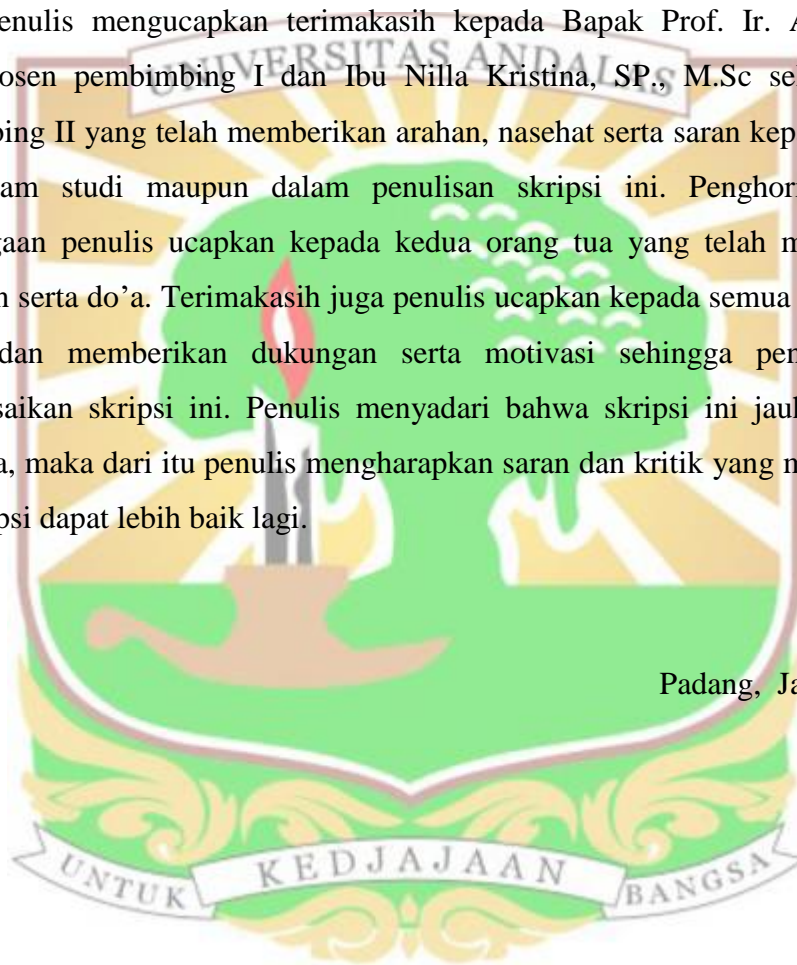 enulis mengucapkan terimakasih kepada Bapak Prof. Ir. A
UNIVERSITAS ANDALAS
osen pembimbing I dan Ibu Nilla Kristina, SP., M.Sc se
bing II yang telah memberikan arahan, nasehat serta saran kep
am studi maupun dalam penulisan skripsi ini. Penghor
gaan penulis ucapkan kepada kedua orang tua yang telah m
n serta do’a. Terimakasih juga penulis ucapkan kepada semua
dan memberikan dukungan serta motivasi sehingga pen
saikan skripsi ini. Penulis menyadari bahwa skripsi ini jauh
a, maka dari itu penulis mengharapkan saran dan kritik yang m
psi dapat lebih baik lagi.
Padang, Ja
UNTUK KEDJAJAAN BANGSA